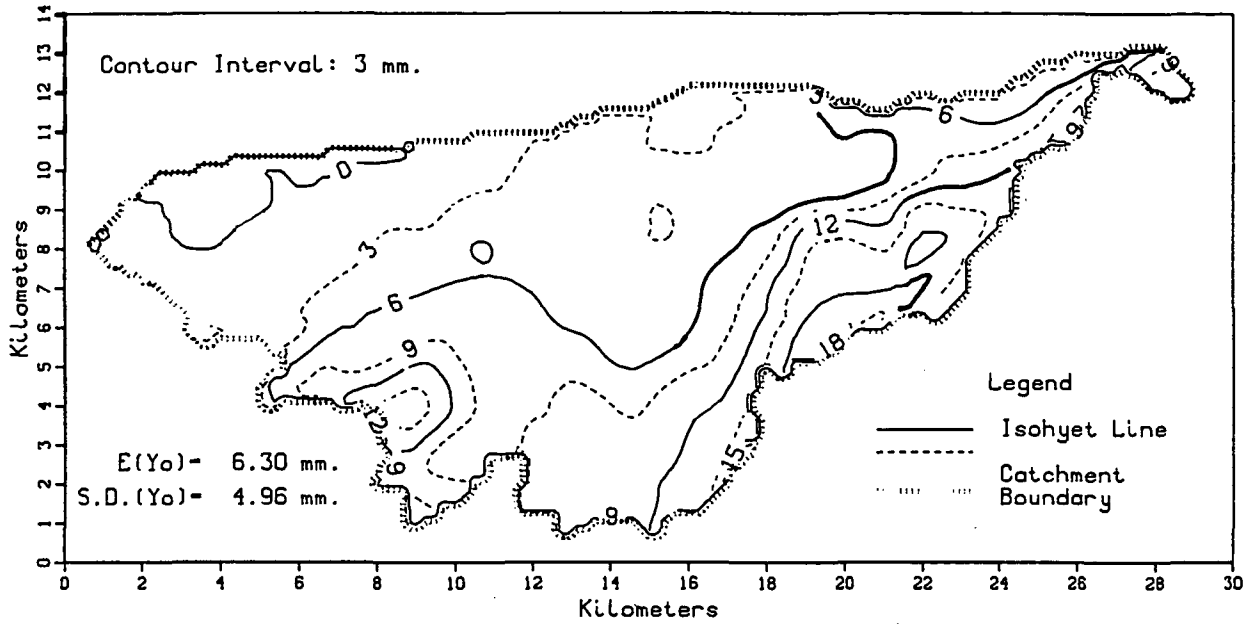 Contour Interval: 3 mm.
3
6
9
0
9
3
12
6
9
18
12
15
6
9
E(Yo)- 6.30 mm.
S.D.(Yo)- 4.96 mm.
Legend
Isohyet Line
Catchment
Boundary
Kilometers
0 1 2 3 4 5 6 7 8 9 10 11 12 13 14
0 2 4 6 8 10 12 14 16 18 20 22 24 26 28 30
Kilometers